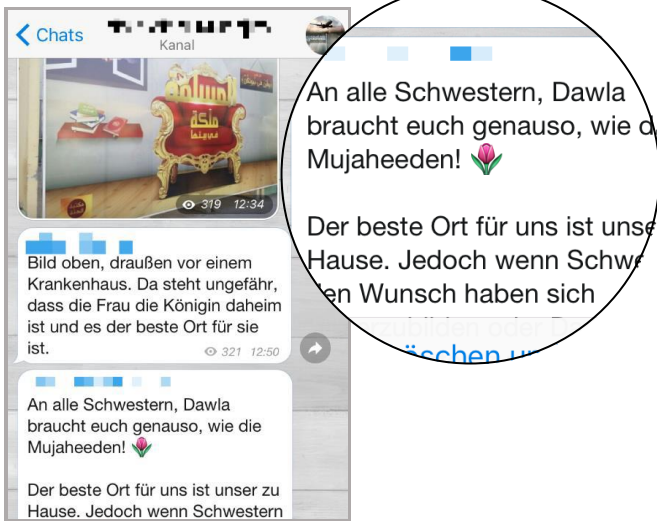 Chats
Kanal
المسلمة
ملكة
في بيتها
319 12:34
Bild oben, draußen vor einem
Krankenhaus. Da steht ungefähr,
dass die Frau die Königin daheim
ist und es der beste Ort für sie
ist.
321 12:50
An alle Schwestern, Dawla
braucht euch genauso, wie die
Mujaheeden! 🌷
Der beste Ort für uns ist unser zu
Hause. Jedoch wenn Schwestern
An alle Schwestern, Dawla
braucht euch genauso, wie d
Mujaheeden! 🌷
Der beste Ort für uns ist unse
Hause. Jedoch wenn Schwe
den Wunsch haben sich